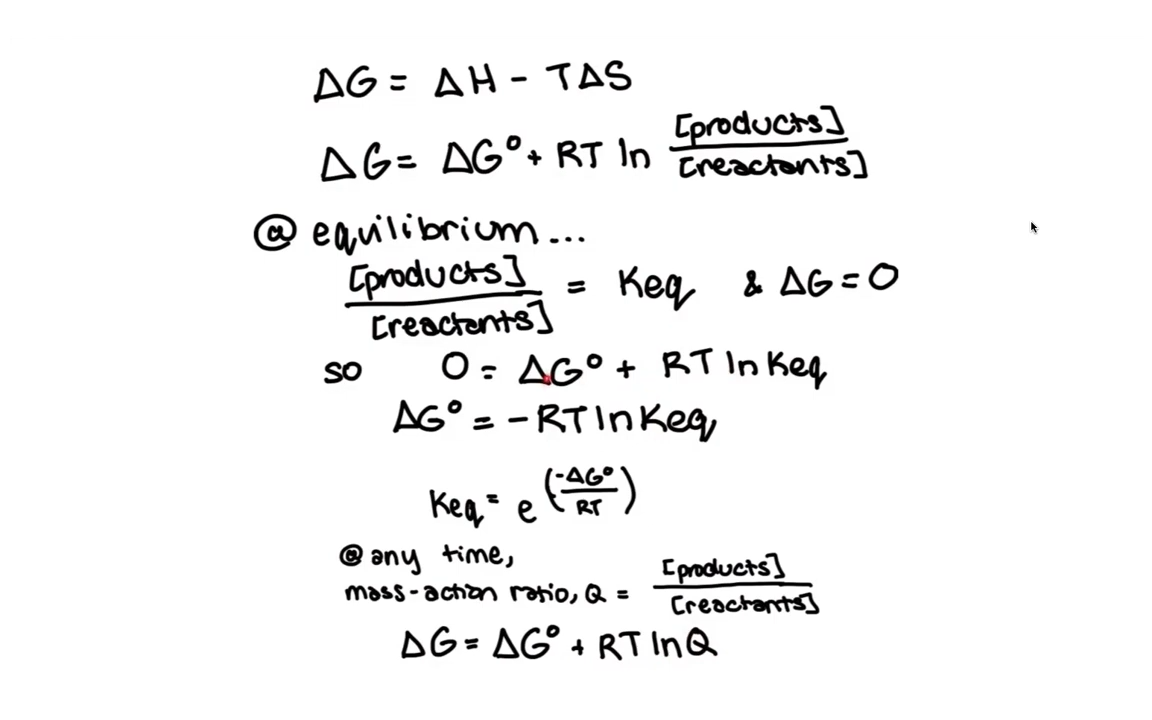 ΔG = ΔH - TΔS
ΔG = ΔG° + RT ln [products] / [reactants]
@ equilibrium...
[products] / [reactants] = Keq & ΔG = 0
so 0 = ΔG° + RT ln Keq
ΔG° = - RT ln Keq
Keq = e^(-ΔG° / RT)
@ any time,
mass-action ratio, Q = [products] / [reactants]
ΔG = ΔG° + RT ln Q